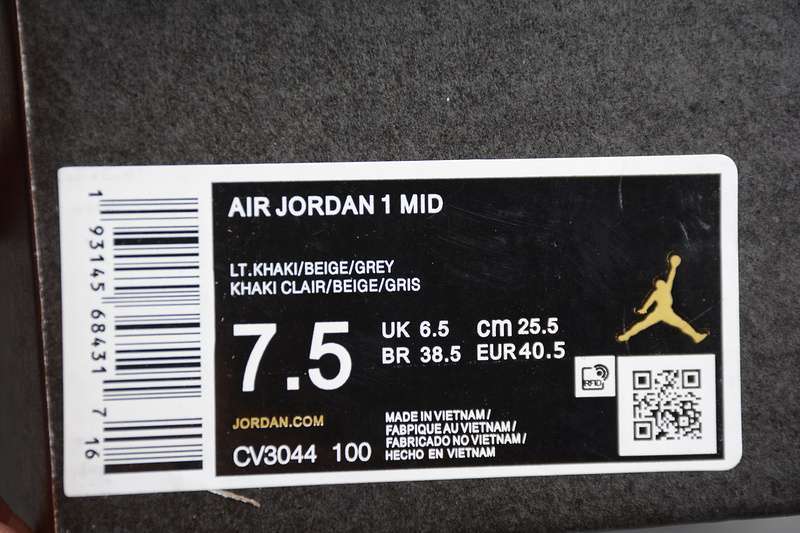 AIR JORDAN 1 MID
LT.KHAKI/BEIGE/GREY
KHAKI CLAIR/BEIGE/GRIS
7.5
UK 6.5 cm 25.5
BR 38.5 EUR 40.5
RFID
JORDAN.COM
CV3044 100
MADE IN VIETNAM/
FABRIQUE AU VIETNAM/
FABRICADO NO VIETNAM/
HECHO EN VIETNAM
1 93145 68431 7 16